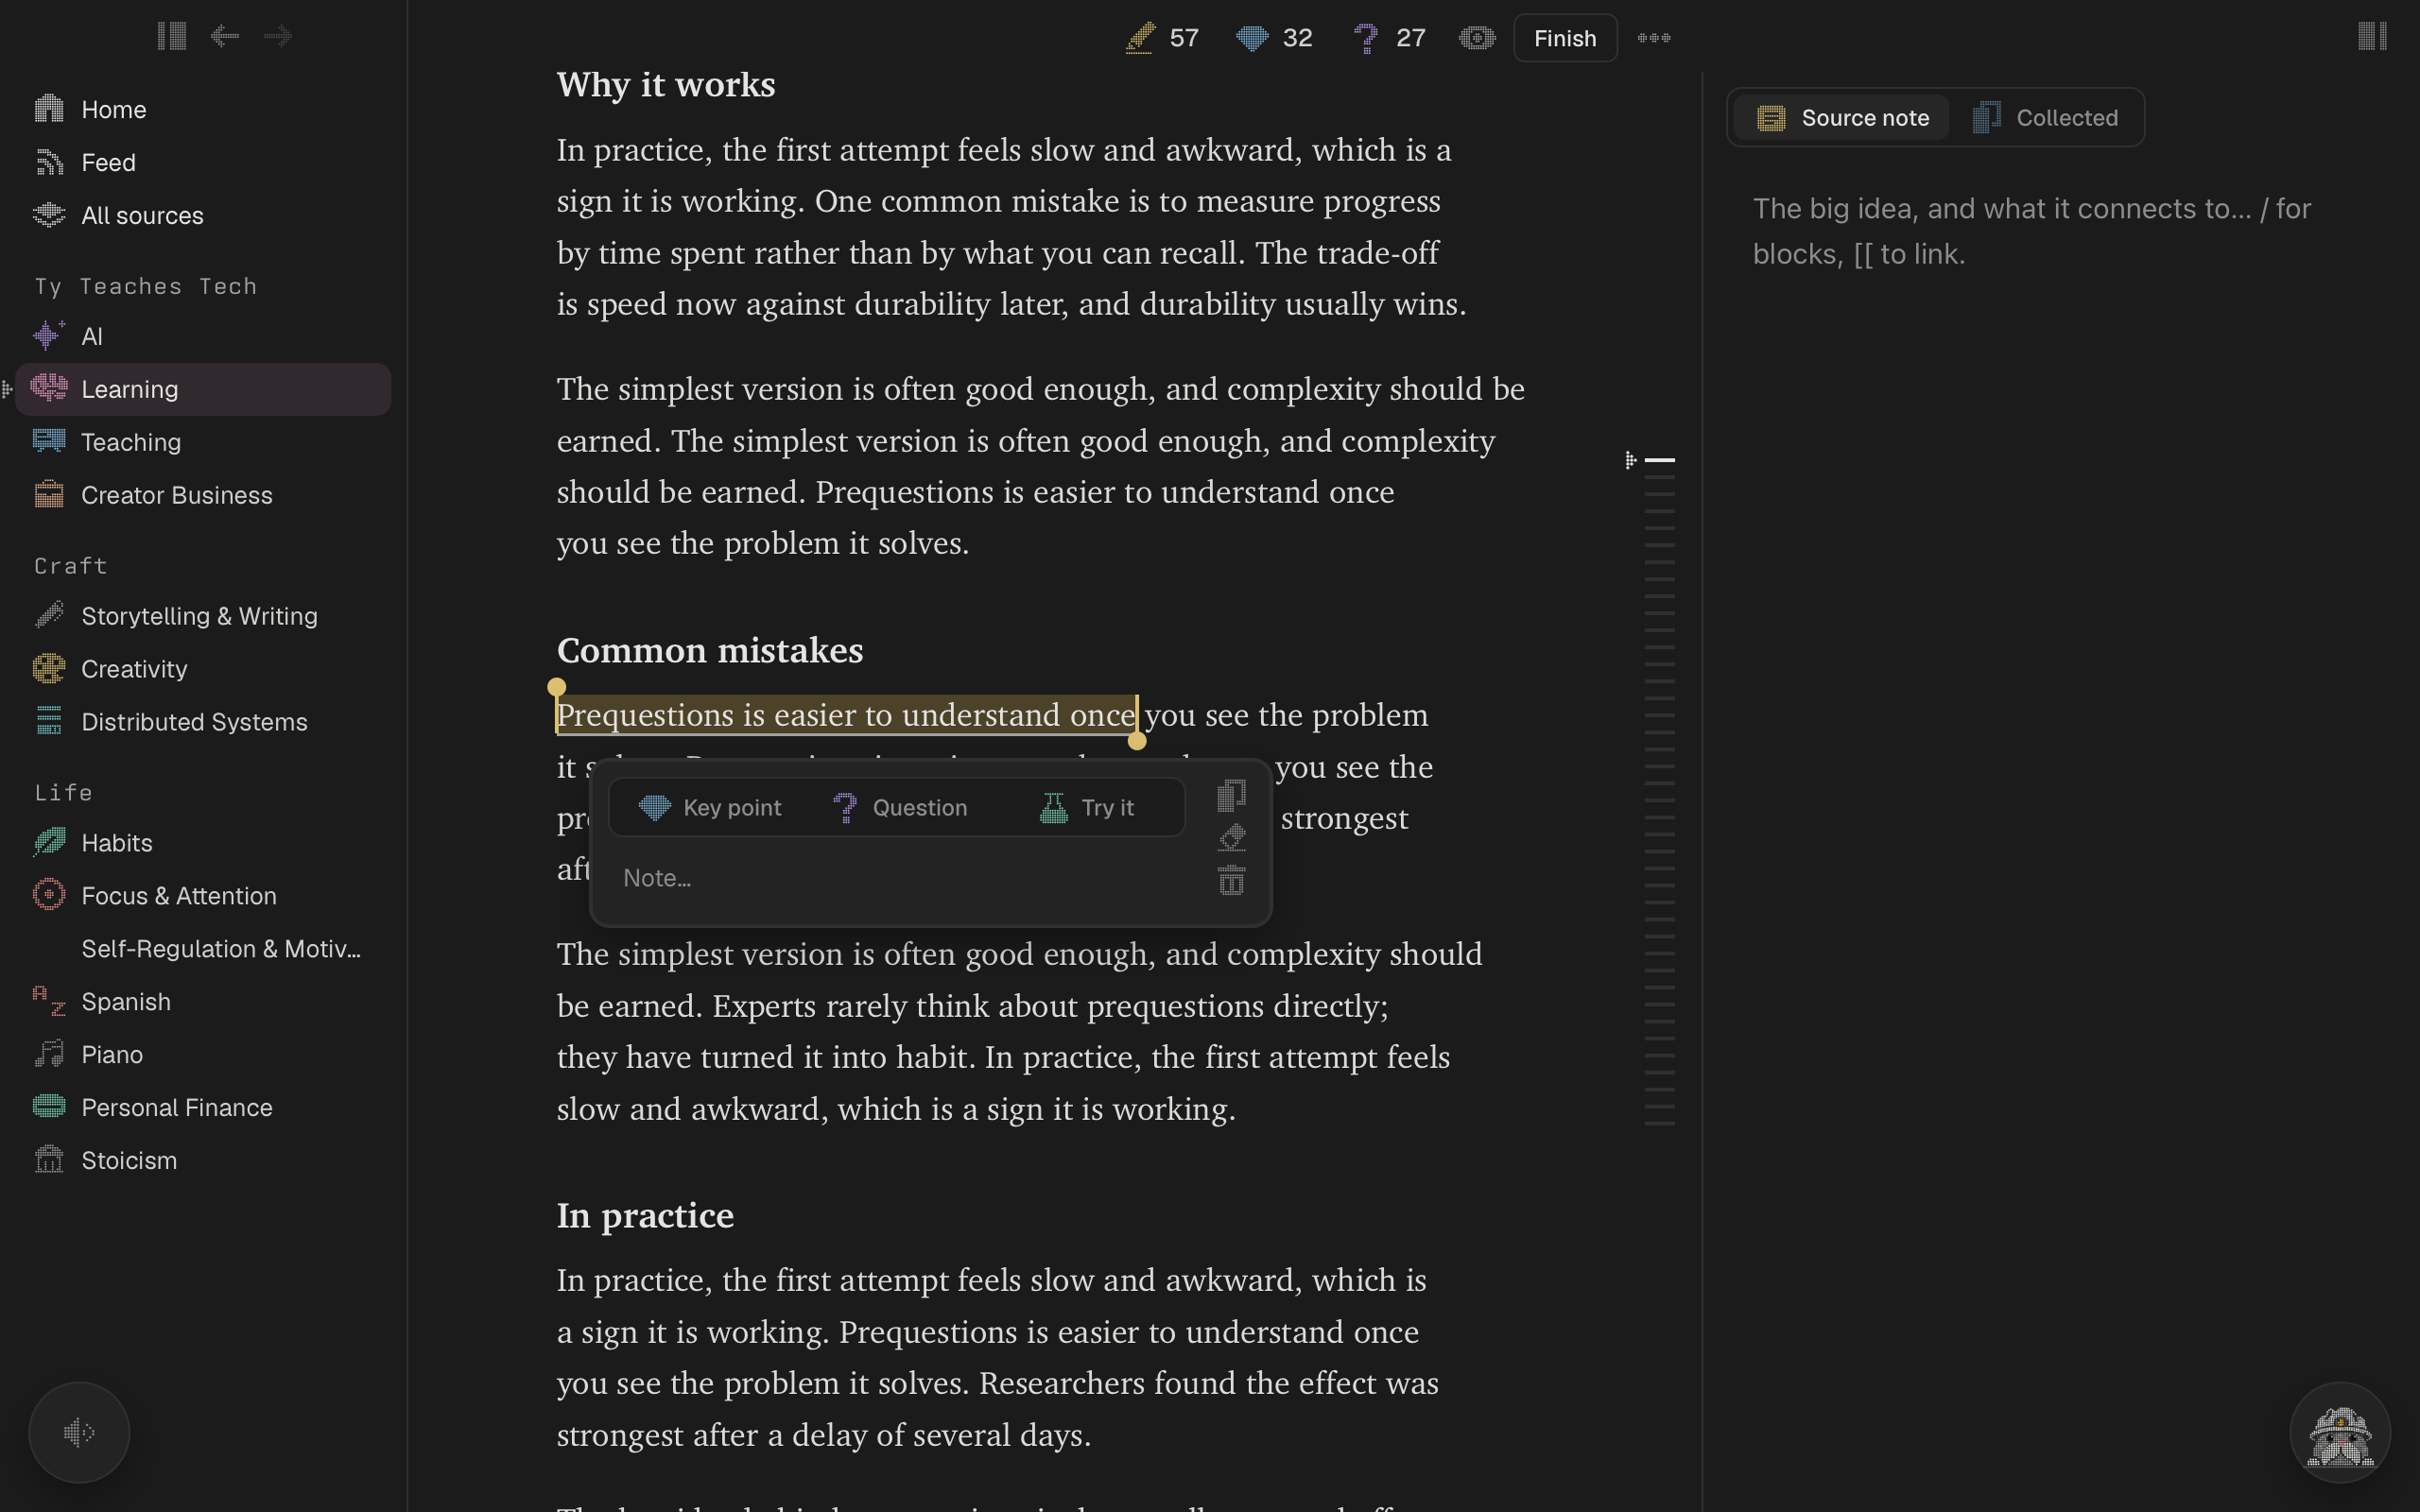 57
32
27
Finish
Home
Feed
All sources
Ty Teaches Tech
AI
Learning
Teaching
Creator Business
Craft
Storytelling & Writing
Creativity
Distributed Systems
Life
Habits
Focus & Attention
Self-Regulation & Motiv...
Spanish
Piano
Personal Finance
Stoicism
Why it works
In practice, the first attempt feels slow and awkward, which is a
sign it is working. One common mistake is to measure progress
by time spent rather than by what you can recall. The trade-off
is speed now against durability later, and durability usually wins.
The simplest version is often good enough, and complexity should be
earned. The simplest version is often good enough, and complexity
should be earned. Prequestions is easier to understand once
you see the problem it solves.
Common mistakes
Prequestions is easier to understand once you see the problem
it you see the
strongest
Key point
Question
Try it
Note...
The simplest version is often good enough, and complexity should
be earned. Experts rarely think about prequestions directly;
they have turned it into habit. In practice, the first attempt feels
slow and awkward, which is a sign it is working.
In practice
In practice, the first attempt feels slow and awkward, which is
a sign it is working. Prequestions is easier to understand once
you see the problem it solves. Researchers found the effect was
strongest after a delay of several days.
Source note
Collected
The big idea, and what it connects to... / for
blocks, [[ to link.